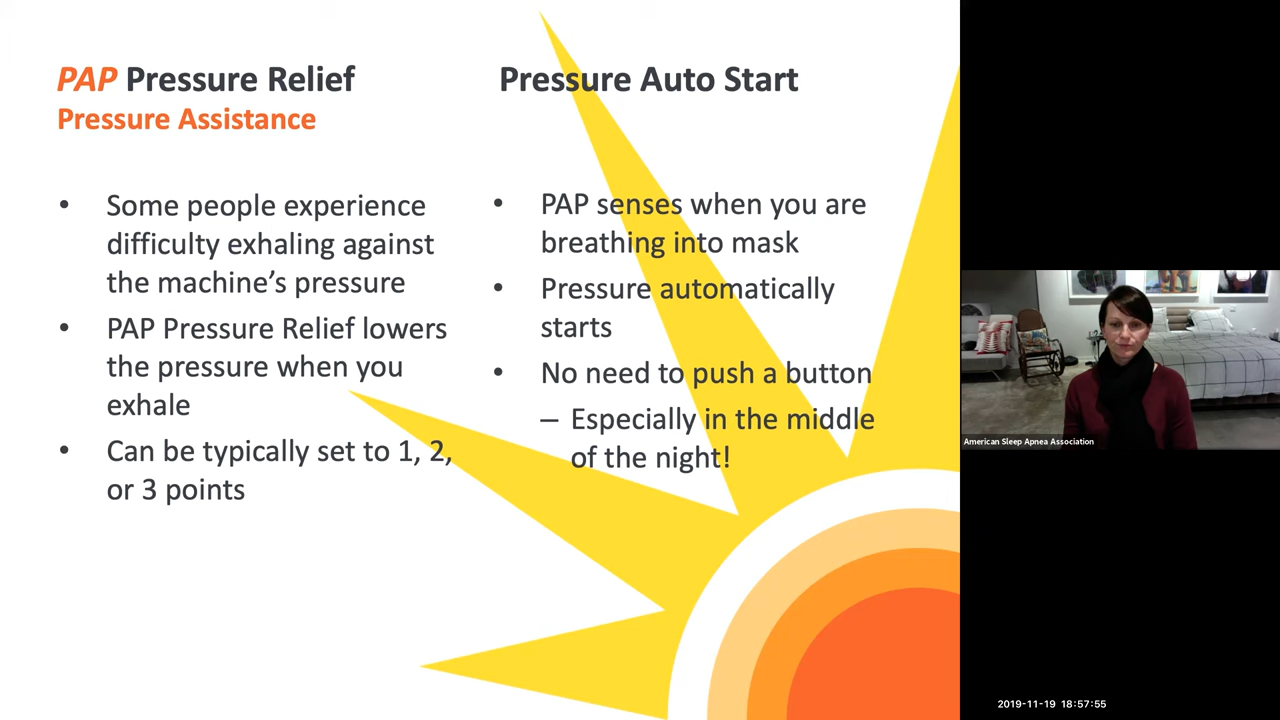 PAP Pressure Relief
Pressure Assistance
• Some people experience
difficulty exhaling against
the machine's pressure
• PAP Pressure Relief lowers
the pressure when you
exhale
• Can be typically set to 1, 2,
or 3 points
Pressure Auto Start
• PAP senses when you are
breathing into mask
• Pressure automatically
starts
• No need to push a button
– Especially in the middle
of the night!
American Sleep Apnea Association
2019-11-19 18:57:55